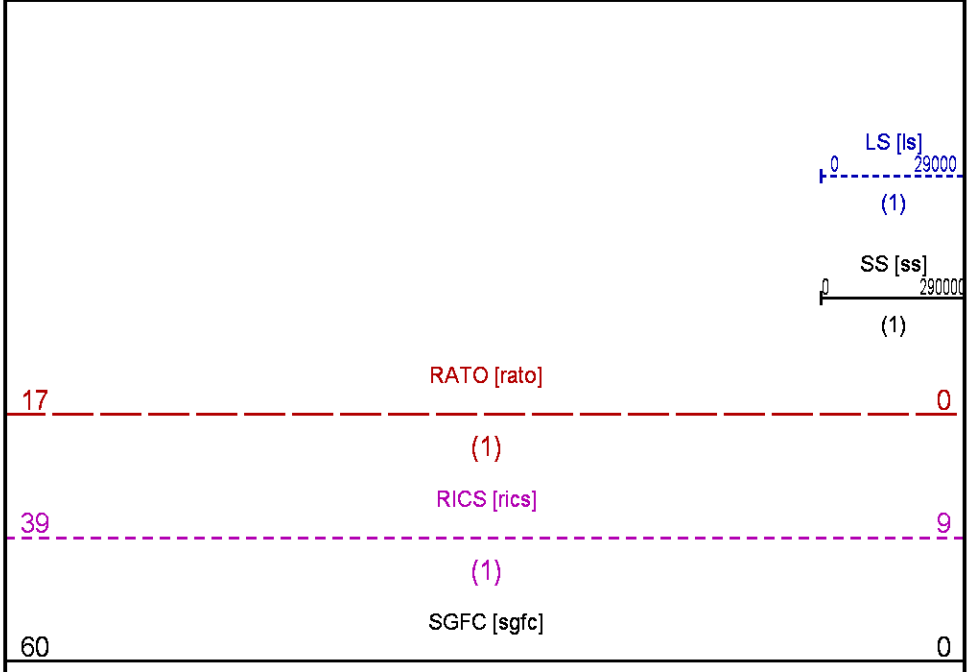 LS [ls]
0 29000
(1)
SS [ss]
0 290000
(1)
RATO [rato]
17 0
(1)
RICS [rics]
39 9
(1)
SGFC [sgfc]
60 0